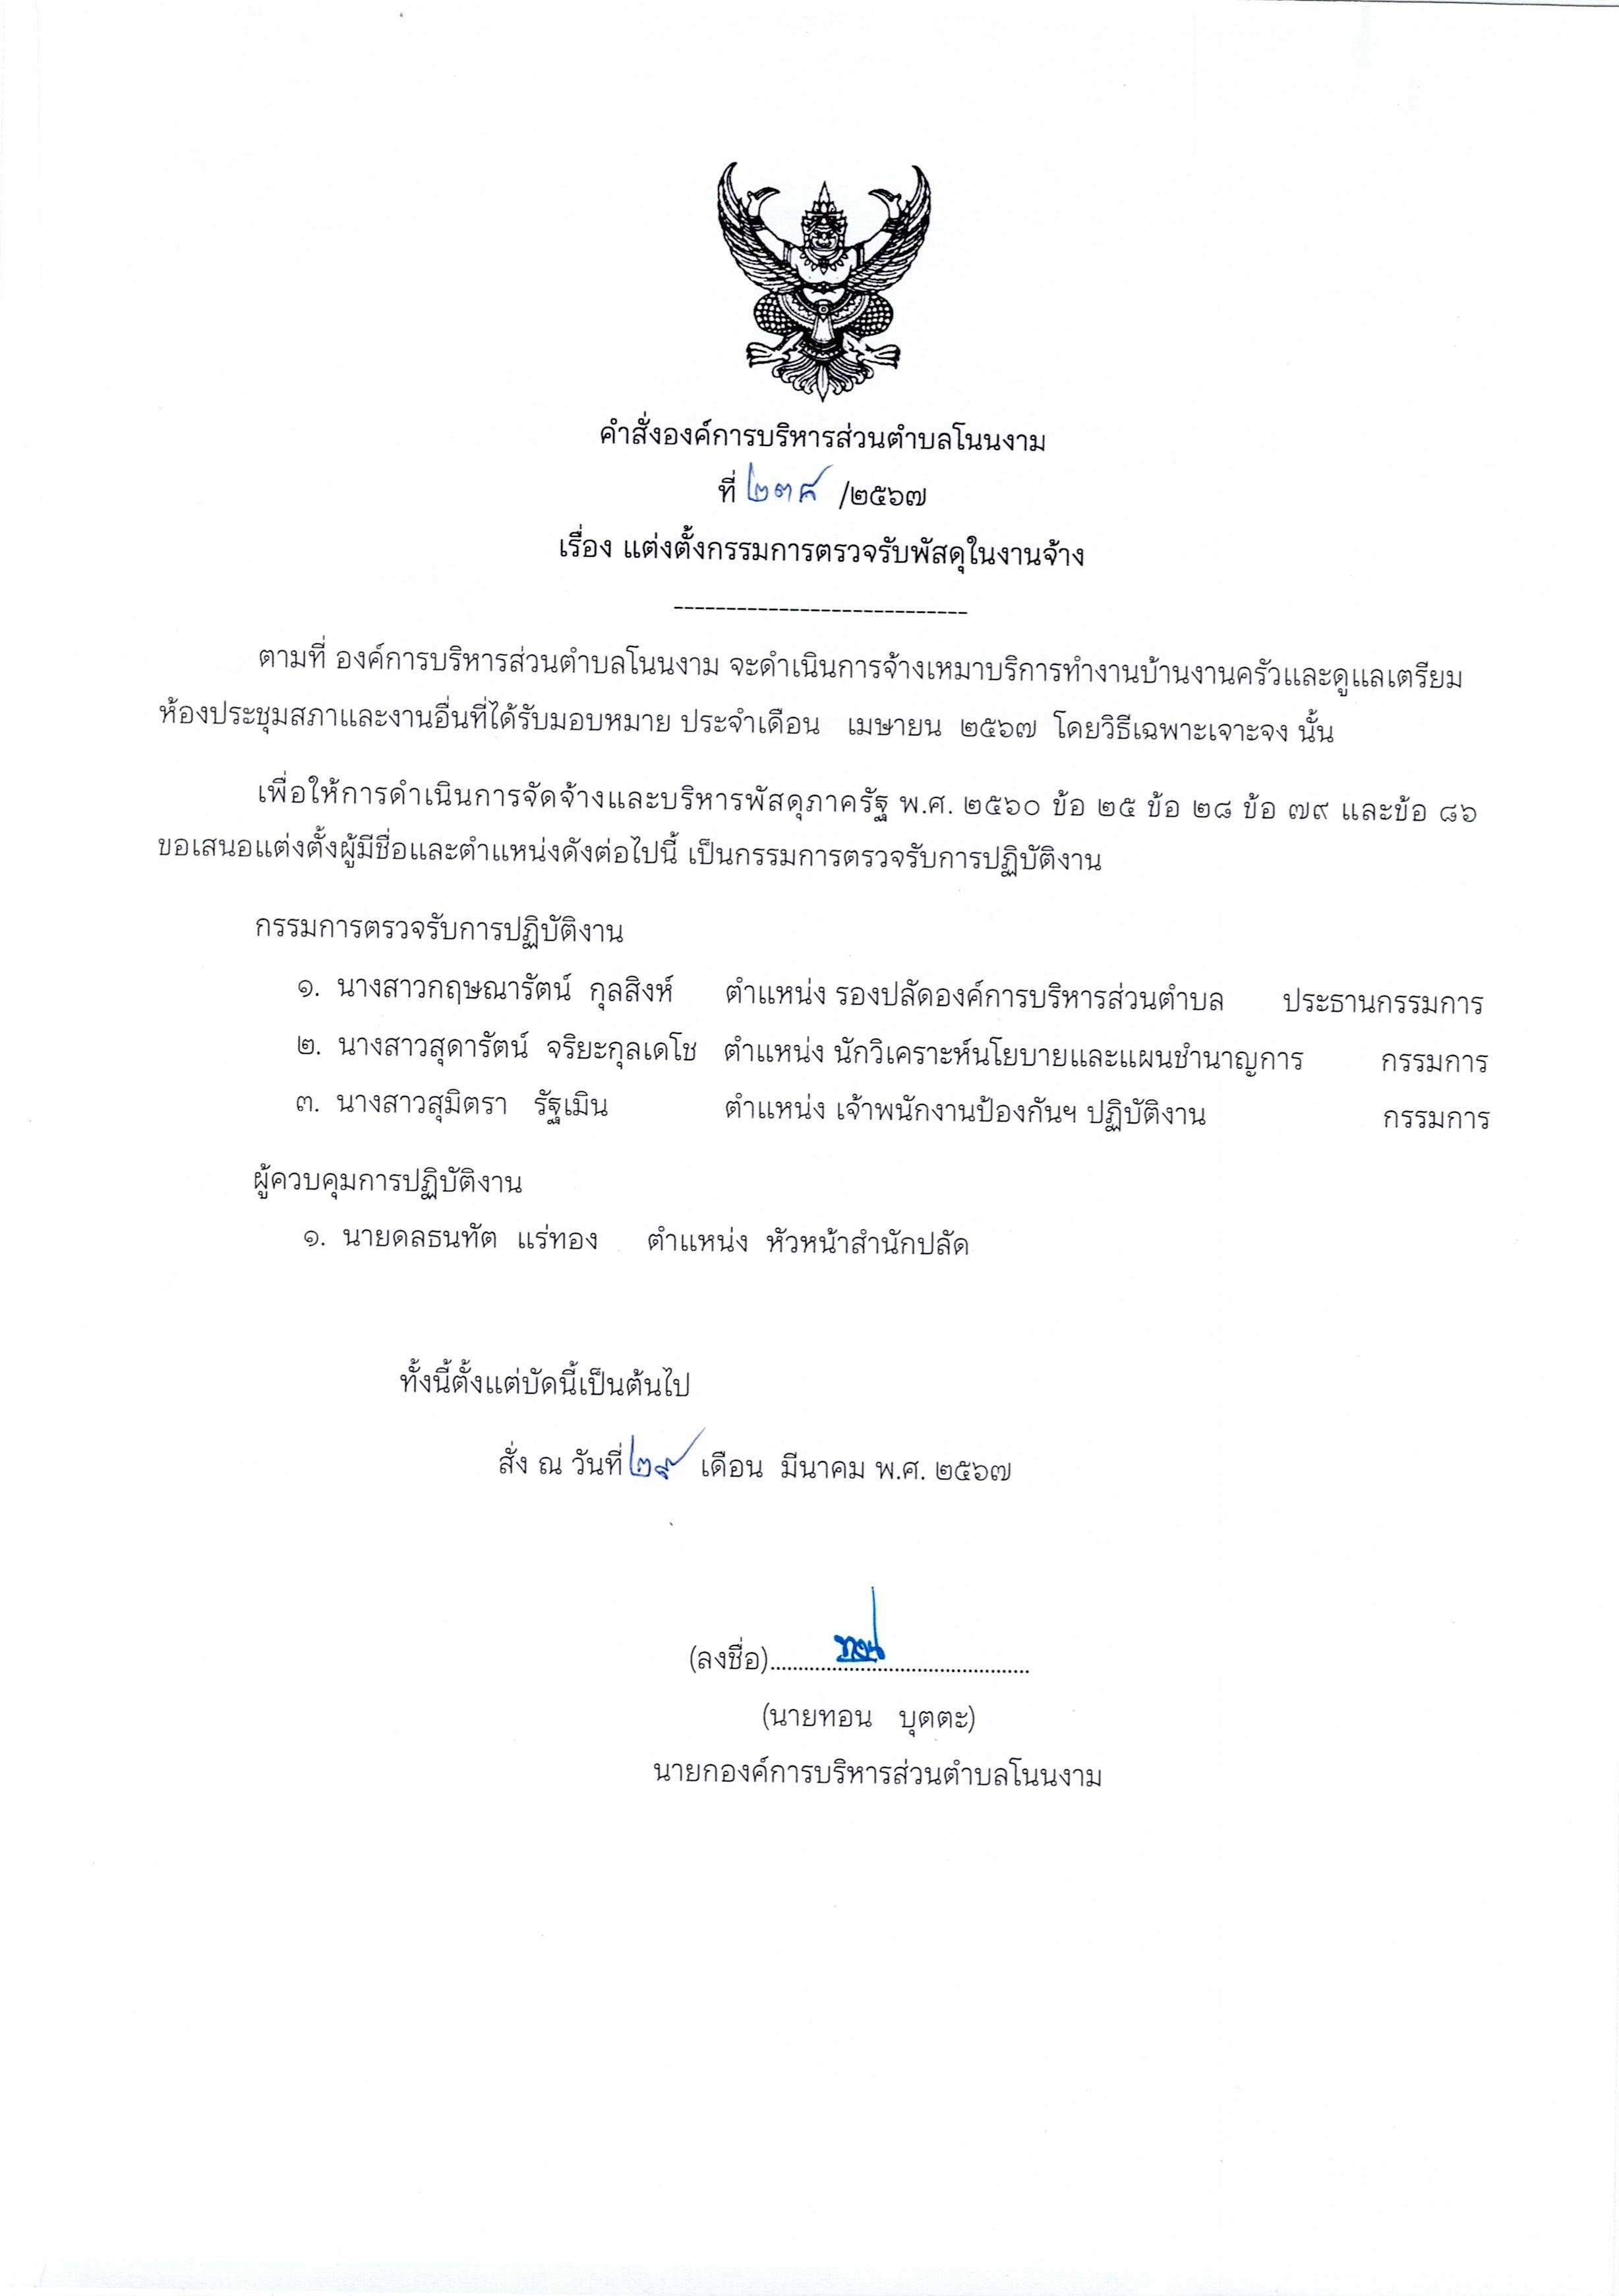 คำสั่งองค์การบริหารส่วนตำบลโนนงาม
ที่ ๒๓๘ /๒๕๖๗
เรื่อง แต่งตั้งกรรมการตรวจรับพัสดุในงานจ้าง
----------------------------
ตามที่ องค์การบริหารส่วนตำบลโนนงาม จะดำเนินการจ้างเหมาบริการทำงานบ้านงานครัวและดูแลเตรียม
ห้องประชุมสภาและงานอื่นที่ได้รับมอบหมาย ประจำเดือน เมษายน ๒๕๖๗ โดยวิธีเฉพาะเจาะจง นั้น
เพื่อให้การดำเนินการจัดจ้างและบริหารพัสดุภาครัฐ พ.ศ. ๒๕๖๐ ข้อ ๒๕ ข้อ ๒๘ ข้อ ๗๙ และข้อ ๘๖
ขอเสนอแต่งตั้งผู้มีชื่อและตำแหน่งดังต่อไปนี้ เป็นกรรมการตรวจรับการปฏิบัติงาน
กรรมการตรวจรับการปฏิบัติงาน
๑. นางสาวกฤษณารัตน์ กุลสิงห์ ตำแหน่ง รองปลัดองค์การบริหารส่วนตำบล ประธานกรรมการ
๒. นางสาวสุดารัตน์ จริยะกุลเดโช ตำแหน่ง นักวิเคราะห์นโยบายและแผนชำนาญการ กรรมการ
๓. นางสาวสุมิตรา รัฐเมิน ตำแหน่ง เจ้าพนักงานป้องกันฯ ปฏิบัติงาน กรรมการ
ผู้ควบคุมการปฏิบัติงาน
๑. นายดลธนทัต แร่ทอง ตำแหน่ง หัวหน้าสำนักปลัด
ทั้งนี้ตั้งแต่บัดนี้เป็นต้นไป
สั่ง ณ วันที่ ๒๙ เดือน มีนาคม พ.ศ. ๒๕๖๗
(ลงชื่อ)..............................................
(นายทอน บุตตะ)
นายกองค์การบริหารส่วนตำบลโนนงาม